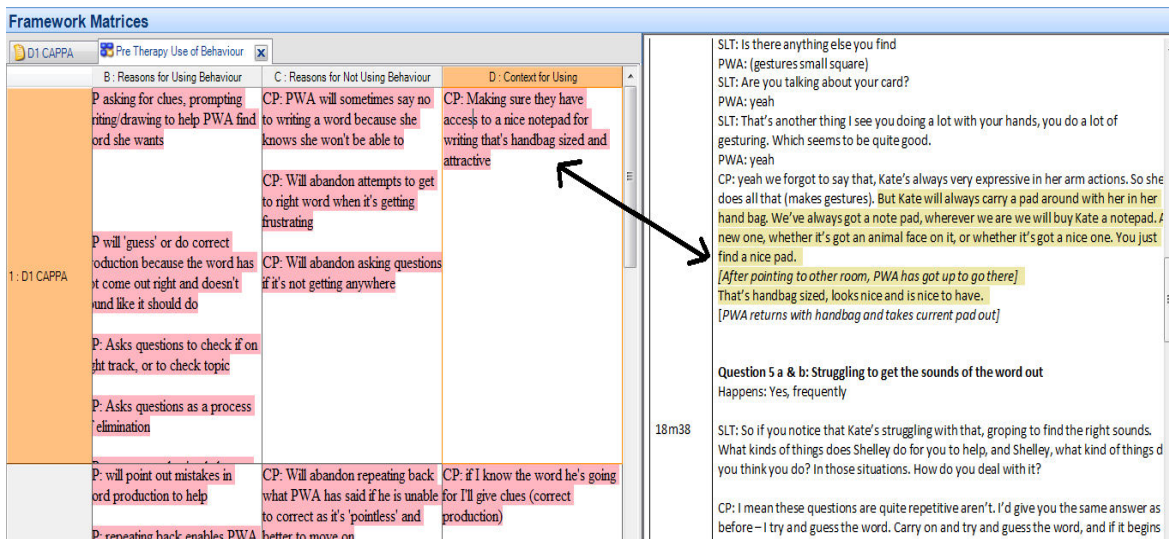 Framework Matrices
D1 CAPPA
Pre Therapy Use of Behaviour
B : Reasons for Using Behaviour
C : Reasons for Not Using Behaviour
D : Context for Using
1 : D1 CAPPA
P asking for clues, prompting
riting/drawing to help PWA find
ord she wants
P will 'guess' or do correct
oduction because the word has
ot come out right and doesn't
und like it should do
P: Asks questions to check if on
ght track, or to check topic
P: Asks questions as a process
elimination
CP: PWA will sometimes say no
to writing a word because she
knows she won't be able to
CP: Will abandon attempts to get
to right word when it's getting
frustrating
CP: Will abandon asking questions
if it's not getting anywhere
CP: Making sure they have
access to a nice notepad for
writing that's handbag sized and
attractive
P: will point out mistakes in
ord production to help
P: repeating back enables PWA
CP: Will abandon repeating back
what PWA has said if he is unable
to correct as it's 'pointless' and
better to move on
CP: if I know the word he's going
for I'll give clues (correct
production)
SLT: Is there anything else you find
PWA: (gestures small square)
SLT: Are you talking about your card?
PWA: yeah
SLT: That's another thing I see you doing a lot with your hands, you do a lot of
gesturing. Which seems to be quite good.
PWA: yeah
CP: yeah we forgot to say that, Kate's always very expressive in her arm actions. So she
does all that (makes gestures). But Kate will always carry a pad around with her in her
hand bag. We've always got a note pad, wherever we are we will buy Kate a notepad. A
new one, whether it's got an animal face on it, or whether it's got a nice one. You just
find a nice pad.
[After pointing to other room, PWA has got up to go there]
That's handbag sized, looks nice and is nice to have.
[PWA returns with handbag and takes current pad out]
Question 5 a & b: Struggling to get the sounds of the word out
Happens: Yes, frequently
18m38
SLT: So if you notice that Kate's struggling with that, groping to find the right sounds.
What kinds of things does Shelley do for you to help, and Shelley, what kind of things d
you think you do? In those situations. How do you deal with it?
CP: I mean these questions are quite repetitive aren't. I'd give you the same answer as
before – I try and guess the word. Carry on and try and guess the word, and if it begins